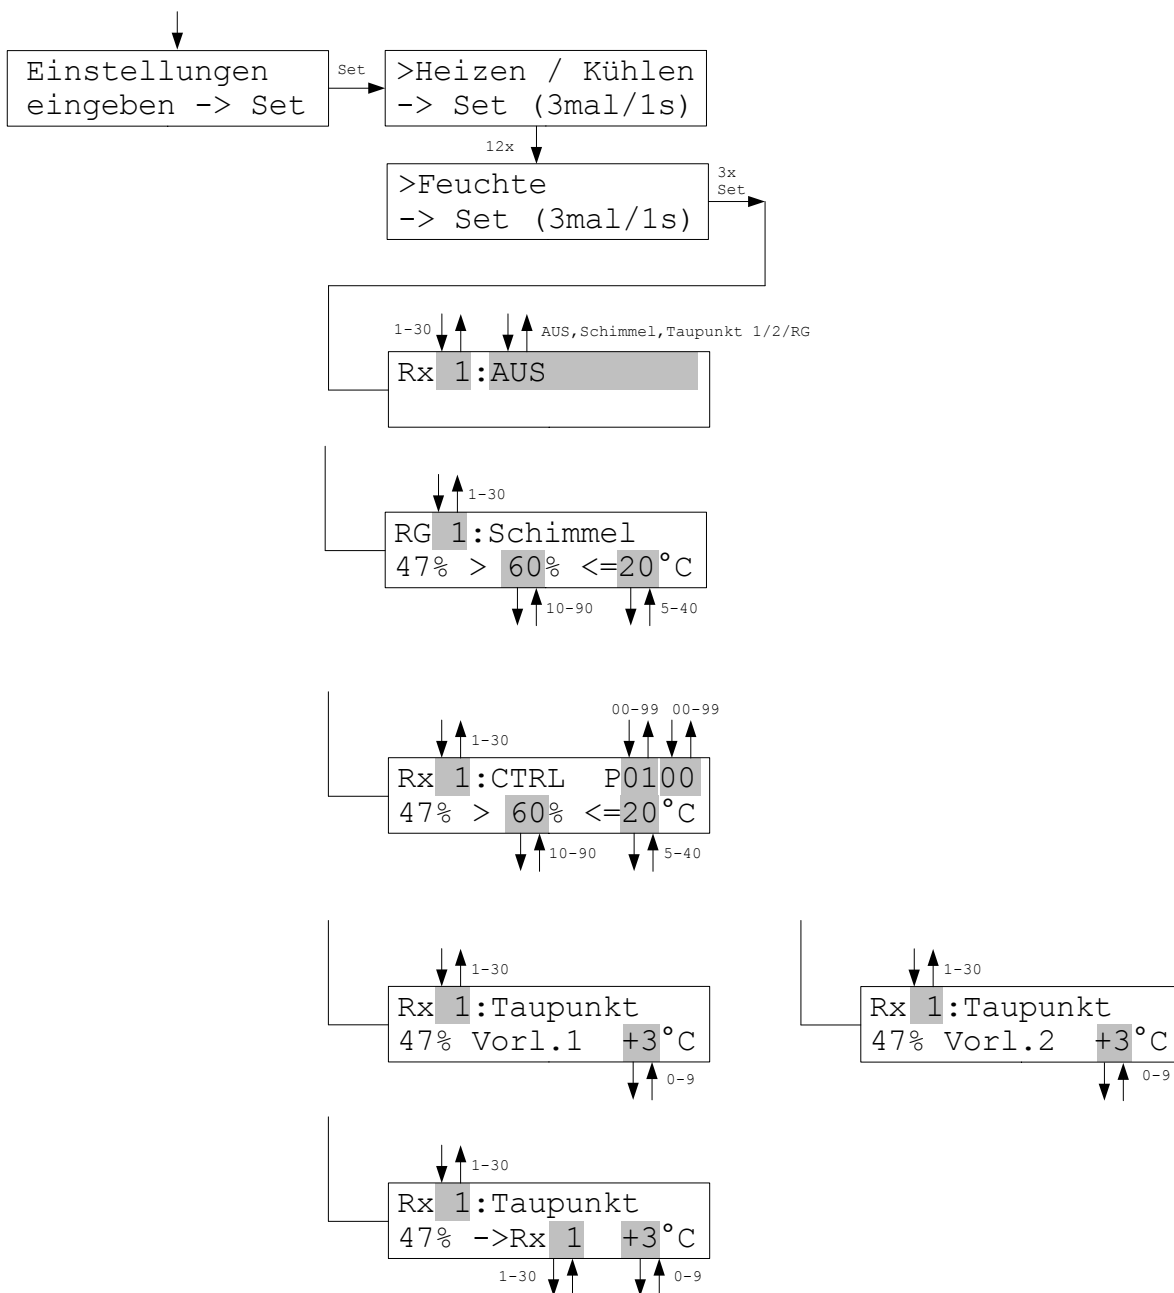 Einstellungen
eingeben -> Set
Set
>Heizen / Kühlen
-> Set (3mal/1s)
12x
>Feuchte
-> Set (3mal/1s)
3x
Set
1-30
AUS,Schimmel,Taupunkt 1/2/RG
Rx 1:AUS
1-30
RG 1:Schimmel
47% > 60% <=20°C
10-90
5-40
00-99 00-99
1-30
Rx 1:CTRL P0100
47% > 60% <=20°C
10-90
5-40
1-30
Rx 1:Taupunkt
47% Vorl.1 +3°C
0-9
1-30
Rx 1:Taupunkt
47% Vorl.2 +3°C
0-9
1-30
Rx 1:Taupunkt
47% ->Rx 1 +3°C
1-30
0-9